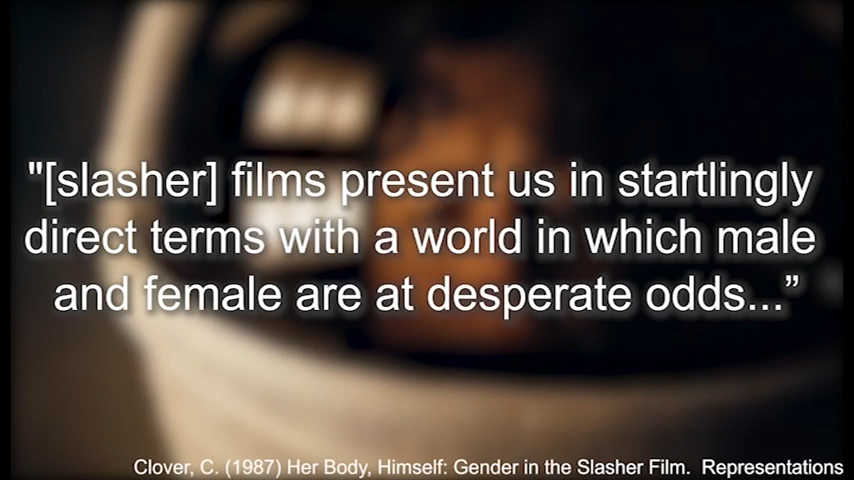 "[slasher] films present us in startlingly
direct terms with a world in which male
and female are at desperate odds...”
Clover, C. (1987) Her Body, Himself: Gender in the Slasher Film. Representations